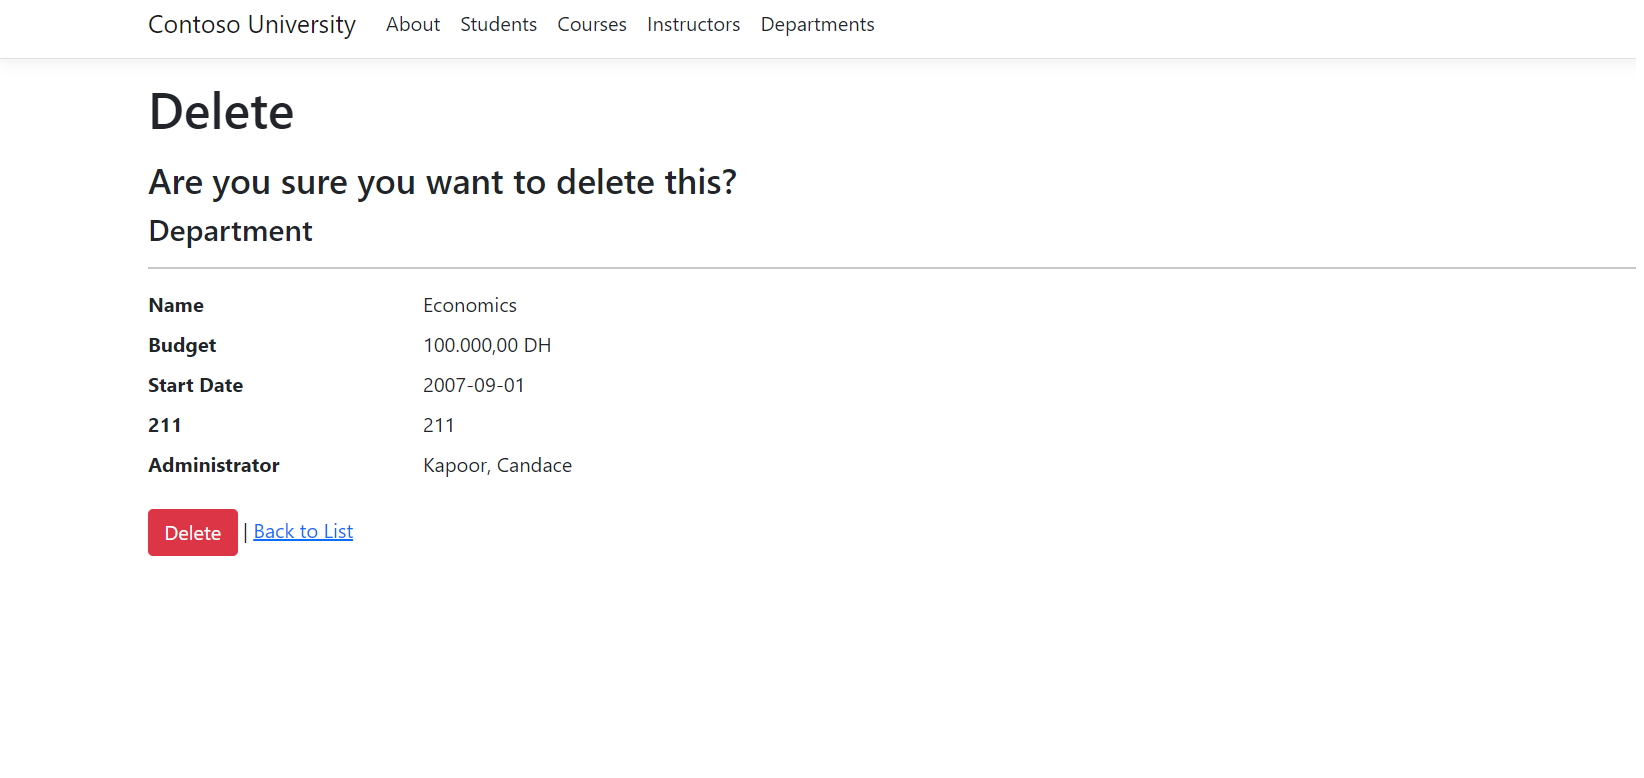 Contoso University About Students Courses Instructors Departments
Delete
Are you sure you want to delete this?
Department
Name Economics
Budget 100.000,00 DH
Start Date 2007-09-01
211 211
Administrator Kapoor, Candace
Delete | Back to List